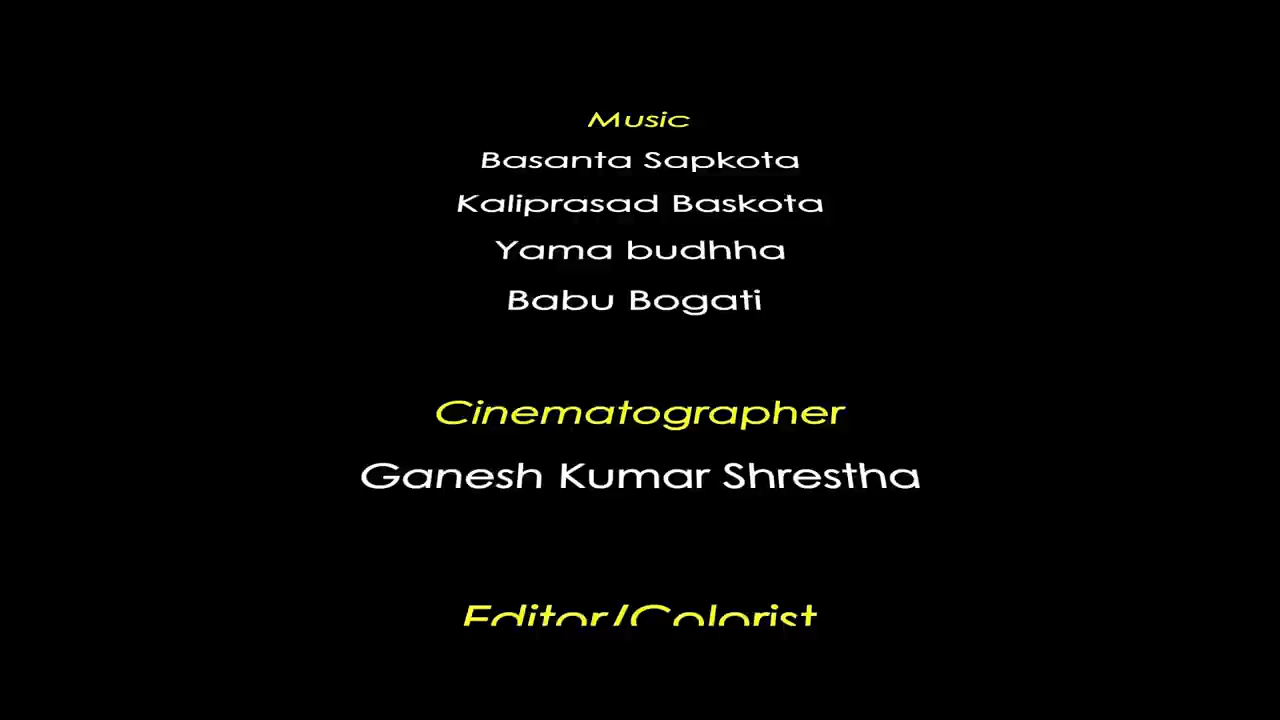 Music
Basanta Sapkota
Kaliprasad Baskota
Yama budhha
Babu Bogati
Cinematographer
Ganesh Kumar Shrestha
Editor/Colorist